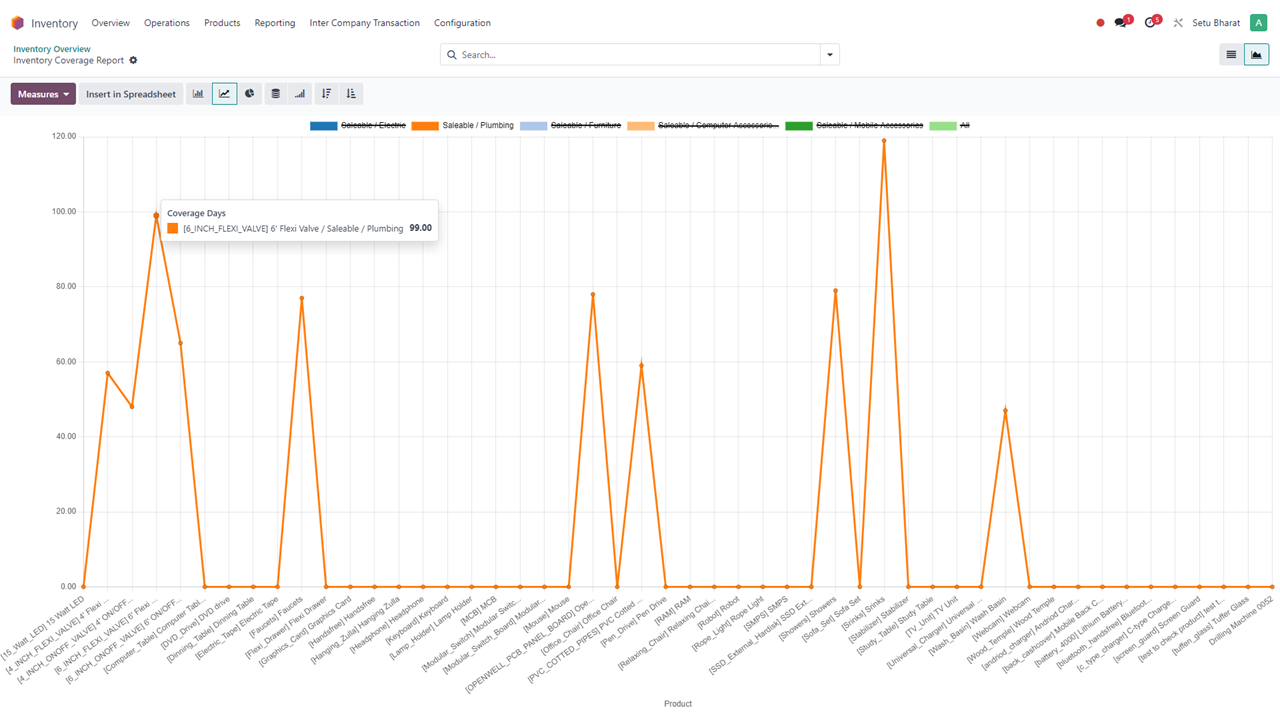 Inventory Overview Operations Products Reporting Inter Company Transaction Configuration 1 5 Setu Bharat A
Inventory Overview
Inventory Coverage Report
Search...
Measures Insert in Spreadsheet
Saleable / Electric Saleable / Plumbing Saleable / Furniture Saleable / Computer Accessorie... Saleable / Mobile Accessories All
120.00
100.00
80.00
60.00
40.00
20.00
0.00
Coverage Days
[6_INCH_FLEXI_VALVE] 6' Flexi Valve / Saleable / Plumbing 99.00
[15_Watt_LED] 15 Watt LED
[4_INCH_FLEXI_VALVE] 4' Flexi ...
[4_INCH_ONOFF_VALVE] 4' ON/OFF...
[6_INCH_FLEXI_VALVE] 6' Flexi ...
[6_INCH_ONOFF_VALVE] 6' ON/OFF...
[Computer_Table] Computer Tabl...
[DVD_Drive] DVD drive
[Dinning_Table] Dinning Table
[Electric_Tape] Electric Tape
[Faucets] Faucets
[Flexi_Drawer] Flexi Drawer
[Graphics_Card] Graphics Card
[Handsfree] Handsfree
[Hanging_Zulla] Hanging Zulla
[Headphone] Headphone
[Keyboard] Keyboard
[Lamp_Holder] Lamp Holder
[MCB] MCB
[Modular_Switch] Modular Switc...
[Modular_Switch_Board] Modular...
[Mouse] Mouse
[OPENWELL_PCB_PANEL_BOARD] Ope...
[Office_Chair] Office Chair
[PVC_COTTED_PIPES] PVC Cotted ...
[Pen_Drive] Pen Drive
[RAM] RAM
[Relaxing_Chair] Relaxing Chai...
[Robot] Robot
[Rope_Light] Rope Light
[SMPS] SMPS
[SSD_External_Hardisk] SSD Ext...
[Showers] Showers
[Sofa_Set] Sofa Set
[Srinks] Srinks
[Stabilizer] Stabilizer
[Study_Table] Study Table
[TV_Unit] TV Unit
[Universal_Charger] Universal ...
[Wash_Basin] Wash Basin
[Webcam] Webcam
[Wood_Temple] Wood Temple
[andriod_charger] Andriod Char...
[back_cashcover] Mobile Back C...
[battery_4000] Lithium Battery...
[bluetooth_handsfree] Bluetoot...
[c_type_charger] C-type Charge...
[screen_guard] Screen Guard
[test to check product] test t...
[tuffen_glass] Tuffer Glass
Drilling Machine 0052
Product